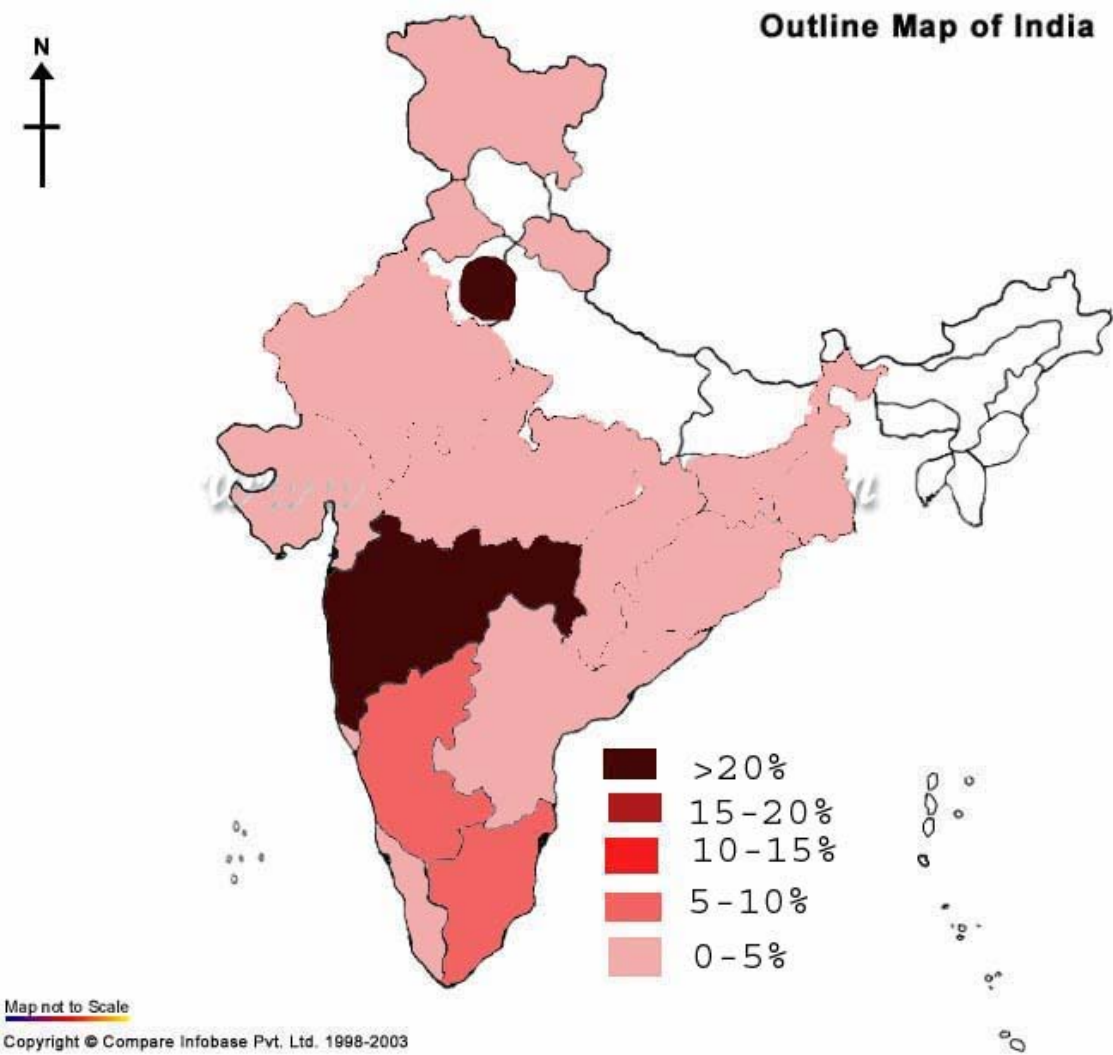 Outline Map of India
N
>20%
15-20%
10-15%
5-10%
0-5%
Map not to Scale
Copyright © Compare Infobase Pvt. Ltd. 1998-2003